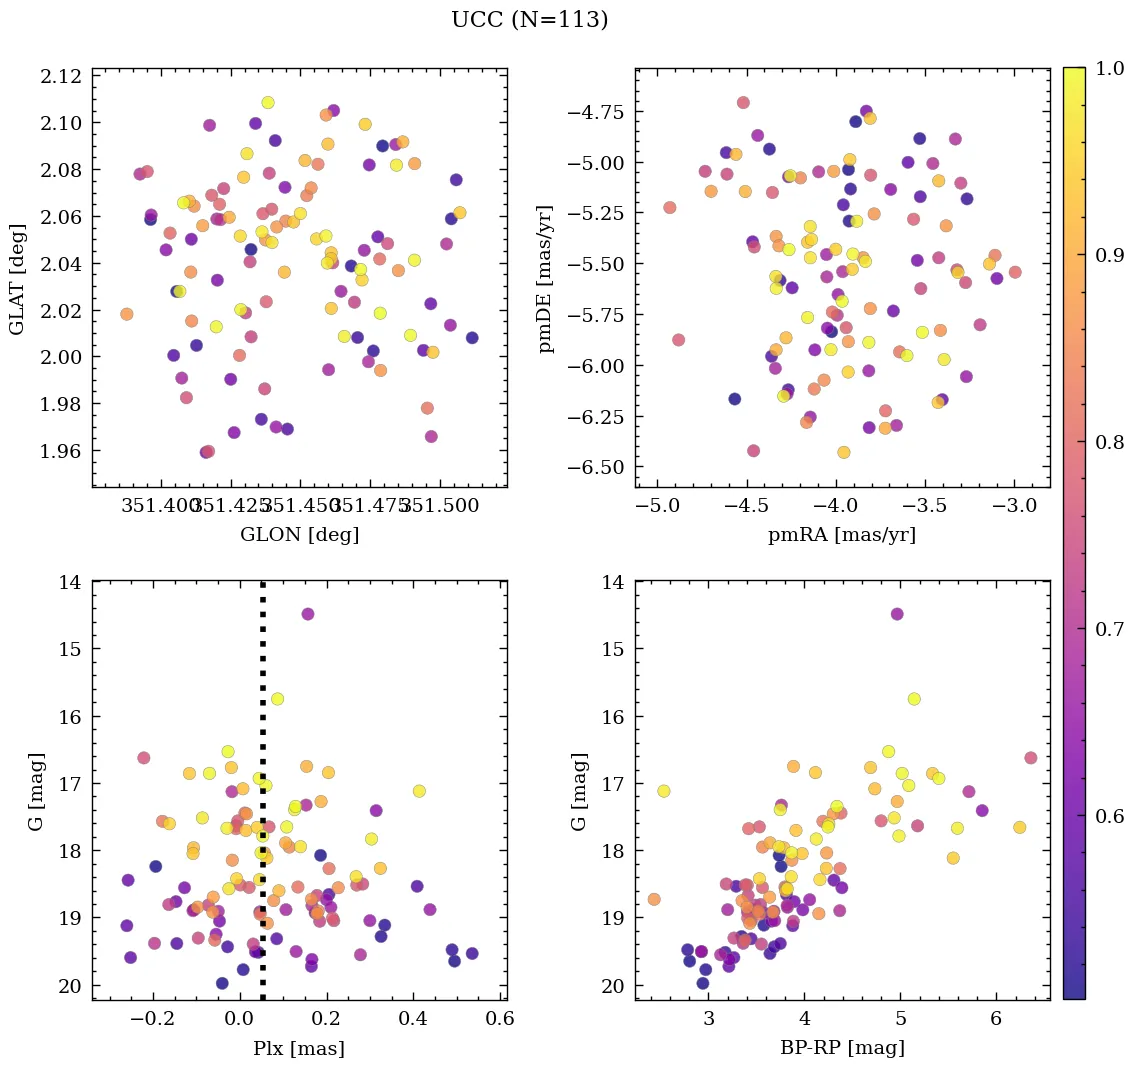 UCC (N=113)
2.12
2.10
2.08
2.06
2.04
2.02
2.00
1.98
1.96
GLAT [deg]
351.400 351.425 351.450 351.475 351.500
GLON [deg]
−4.75
−5.00
−5.25
−5.50
−5.75
−6.00
−6.25
−6.50
pmDE [mas/yr]
−5.0 −4.5 −4.0 −3.5 −3.0
pmRA [mas/yr]
1.0
0.9
0.8
0.7
0.6
14
15
16
17
18
19
20
G [mag]
−0.2 0.0 0.2 0.4 0.6
Plx [mas]
14
15
16
17
18
19
20
G [mag]
3 4 5 6
BP-RP [mag]